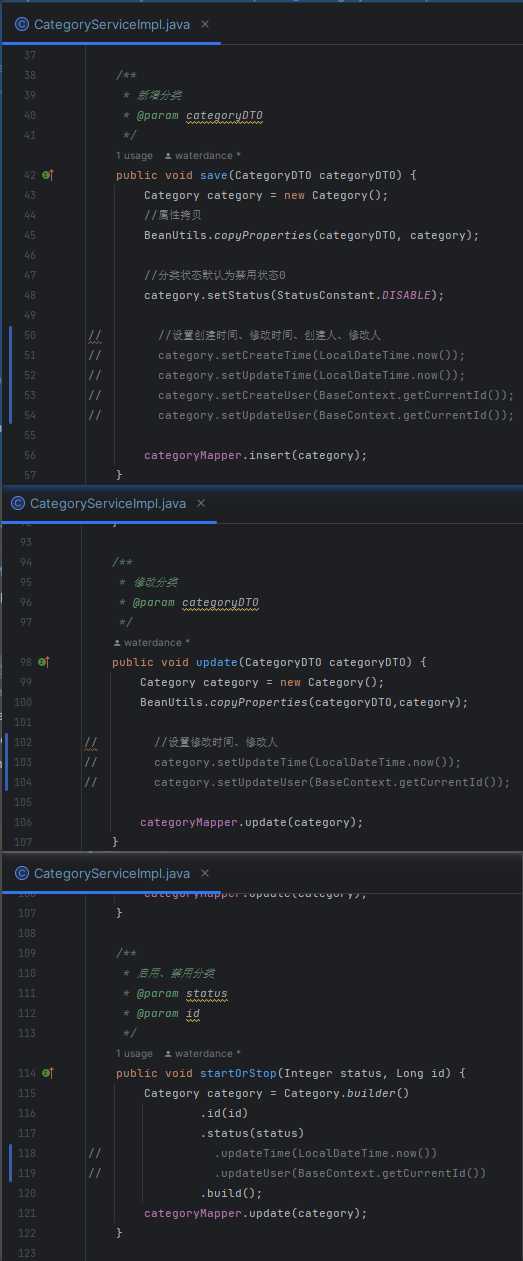 CategoryServiceImpl.java ×
37
38 /**
39 * 新增分类
40 * @param categoryDTO
41 */
1 usage waterdance *
42 public void save(CategoryDTO categoryDTO) {
43 Category category = new Category();
44 //属性拷贝
45 BeanUtils.copyProperties(categoryDTO, category);
46
47 //分类状态默认为禁用状态0
48 category.setStatus(StatusConstant.DISABLE);
49
50 // //设置创建时间、修改时间、创建人、修改人
51 // category.setCreateTime(LocalDateTime.now());
52 // category.setUpdateTime(LocalDateTime.now());
53 // category.setCreateUser(BaseContext.getCurrentId());
54 // category.setUpdateUser(BaseContext.getCurrentId());
55
56 categoryMapper.insert(category);
57 }
CategoryServiceImpl.java ×
93
94 /**
95 * 修改分类
96 * @param categoryDTO
97 */
waterdance *
98 public void update(CategoryDTO categoryDTO) {
99 Category category = new Category();
100 BeanUtils.copyProperties(categoryDTO,category);
101
102 // //设置修改时间、修改人
103 // category.setUpdateTime(LocalDateTime.now());
104 // category.setUpdateUser(BaseContext.getCurrentId());
105
106 categoryMapper.update(category);
107 }
CategoryServiceImpl.java ×
106 categoryMapper.update(category);
107 }
108
109 /**
110 * 启用、禁用分类
111 * @param status
112 * @param id
113 */
1 usage waterdance *
114 public void startOrStop(Integer status, Long id) {
115 Category category = Category.builder()
116 .id(id)
117 .status(status)
118 // .updateTime(LocalDateTime.now())
119 // .updateUser(BaseContext.getCurrentId())
120 .build();
121 categoryMapper.update(category);
122 }
123